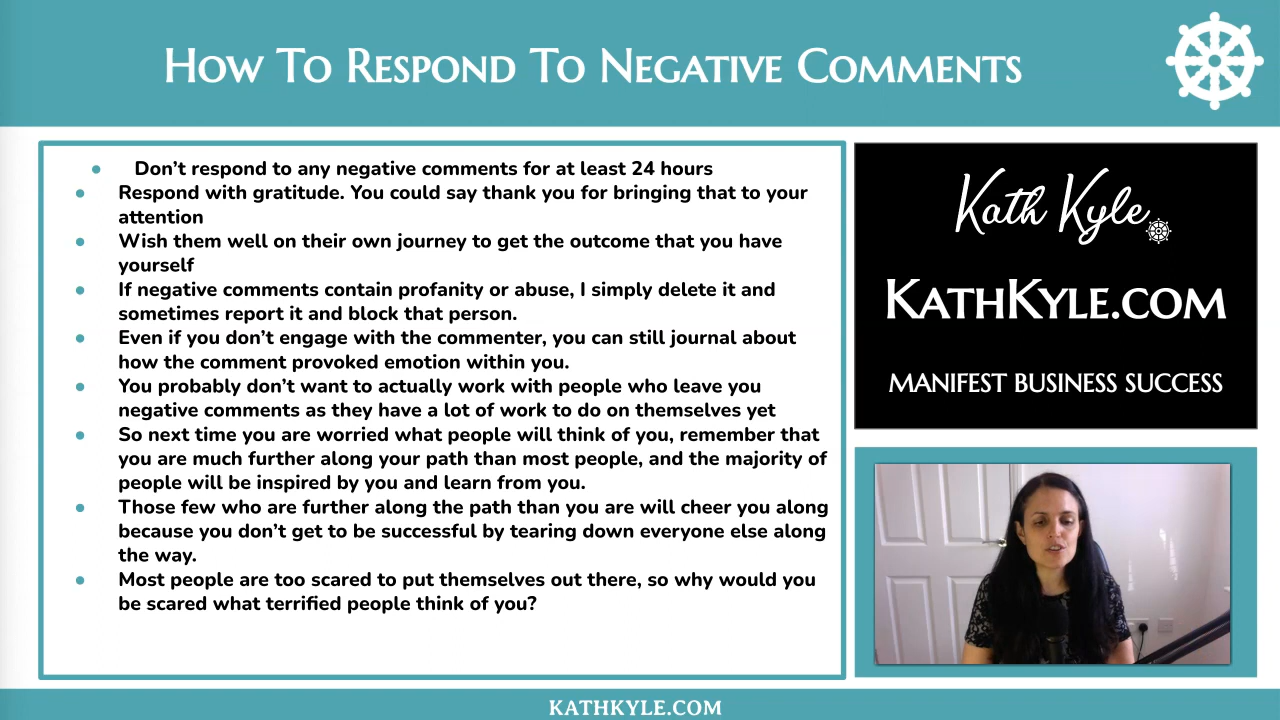 How To Respond To Negative Comments
Don’t respond to any negative comments for at least 24 hours
Respond with gratitude. You could say thank you for bringing that to your
attention
Wish them well on their own journey to get the outcome that you have
yourself
If negative comments contain profanity or abuse, I simply delete it and
sometimes report it and block that person.
Even if you don’t engage with the commenter, you can still journal about
how the comment provoked emotion within you.
You probably don’t want to actually work with people who leave you
negative comments as they have a lot of work to do on themselves yet
So next time you are worried what people will think of you, remember that
you are much further along your path than most people, and the majority of
people will be inspired by you and learn from you.
Those few who are further along the path than you are will cheer you along
because you don’t get to be successful by tearing down everyone else along
the way.
Most people are too scared to put themselves out there, so why would you
be scared what terrified people think of you?
Kath Kyle
KathKyle.com
MANIFEST BUSINESS SUCCESS
KATHKYLE.COM